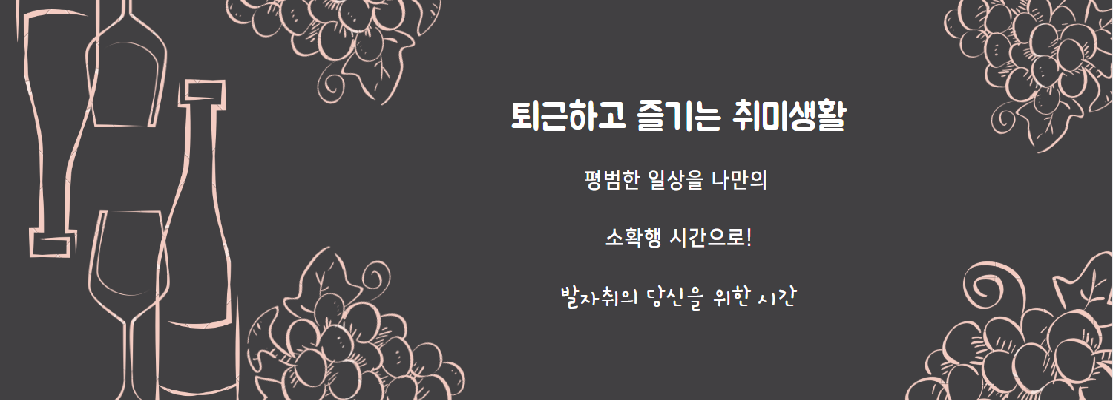 퇴근하고 즐기는 취미생활
평범한 일상을 나만의
소확행 시간으로!
발자취의 당신을 위한 시간